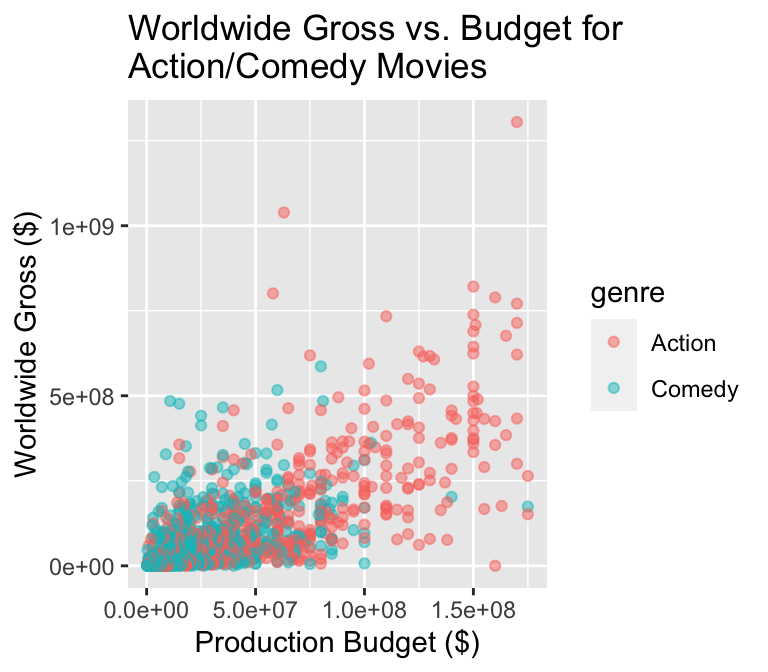 Worldwide Gross vs. Budget for
Action/Comedy Movies
Worldwide Gross ($)
1e+09
5e+08
0e+00
0.0e+00 5.0e+07 1.0e+08 1.5e+08
Production Budget ($)
genre
Action
Comedy